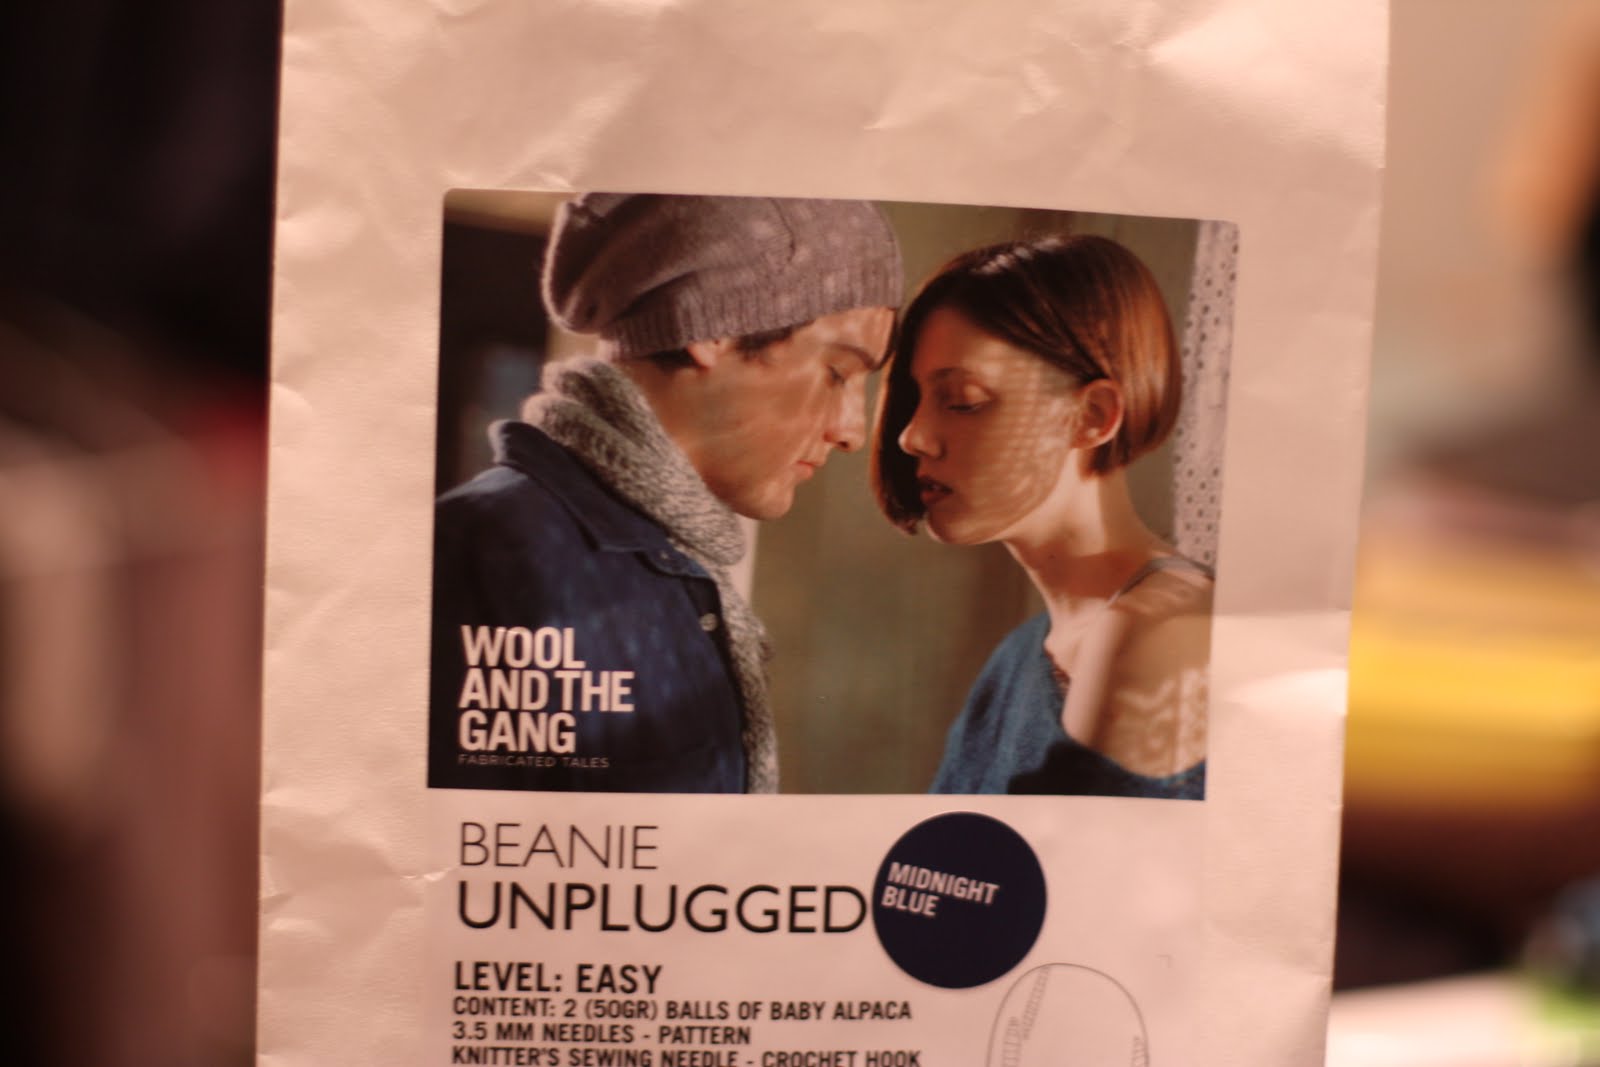 WOOL
AND THE
GANG
FABRICATED TALES
BEANIE
UNPLUGGED
MIDNIGHT
BLUE
LEVEL: EASY
CONTENT: 2 (50GR) BALLS OF BABY ALPACA
3.5 MM NEEDLES - PATTERN
KNITTER'S SEWING NEEDLE - CROCHET HOOK